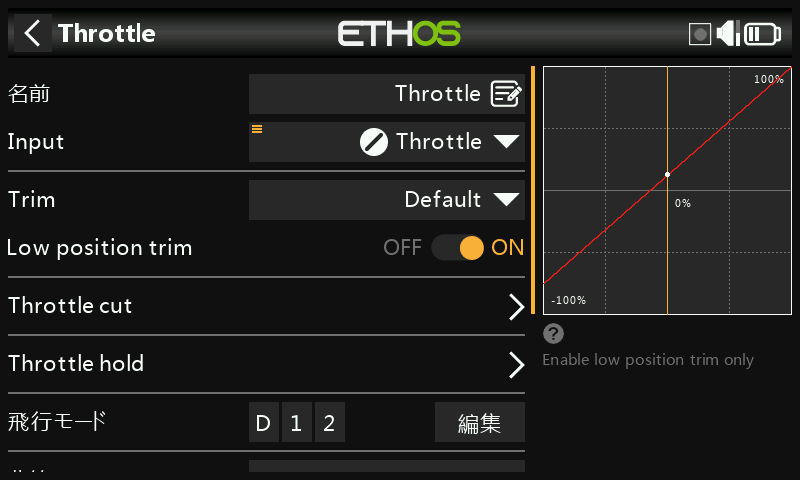 Throttle
ETHOS
名前
Throttle
Input
Throttle
Trim
Default
Low position trim
OFF
ON
Throttle cut
Throttle hold
飛行モード
D 1 2
編集
100%
0%
-100%
?
Enable low position trim only